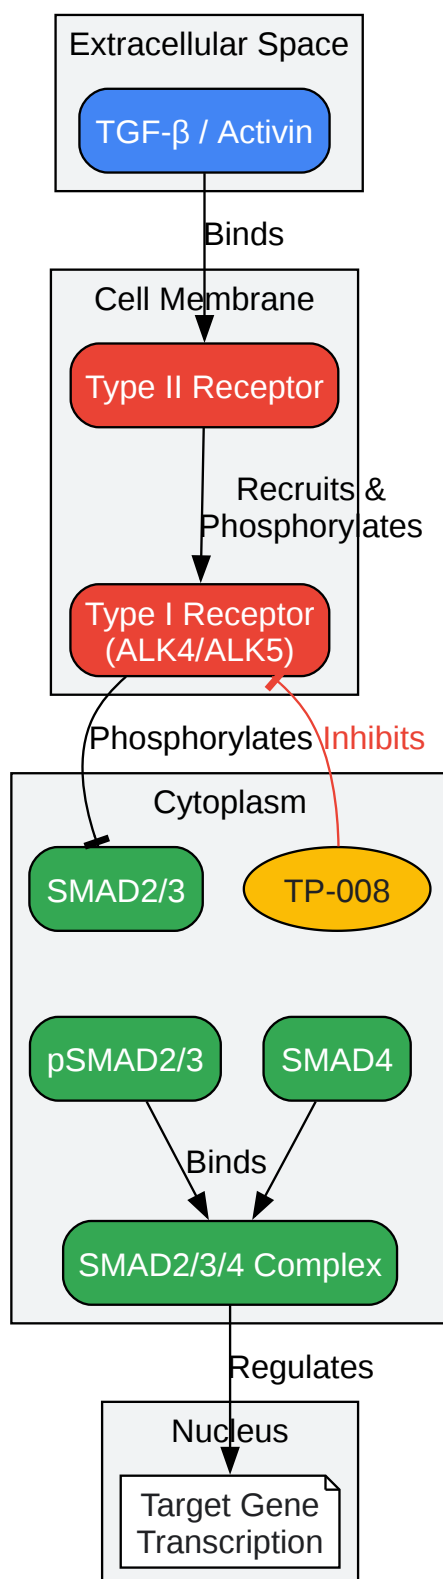 Extracellular Space
TGF-β / Activin
Binds
Cell Membrane
Type II Receptor
Recruits &
Phosphorylates
Type I Receptor
(ALK4/ALK5)
Phosphorylates
Inhibits
Cytoplasm
SMAD2/3
TP-008
pSMAD2/3
SMAD4
Binds
SMAD2/3/4 Complex
Regulates
Nucleus
Target Gene
Transcription